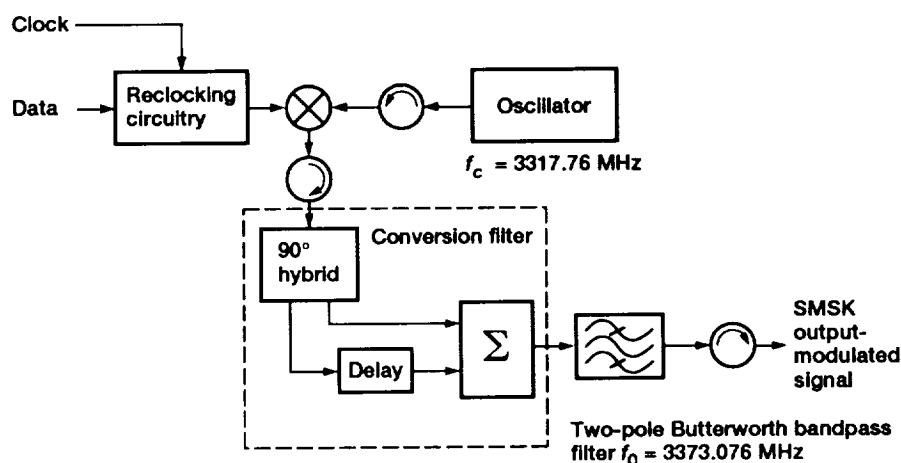 Clock
Data
Reclocking
circuitry
Oscillator
f_c = 3317.76 MHz
90°
hybrid
Conversion filter
Σ
Delay
SMSK
output-
modulated
signal
Two-pole Butterworth bandpass
filter f_0 = 3373.076 MHz